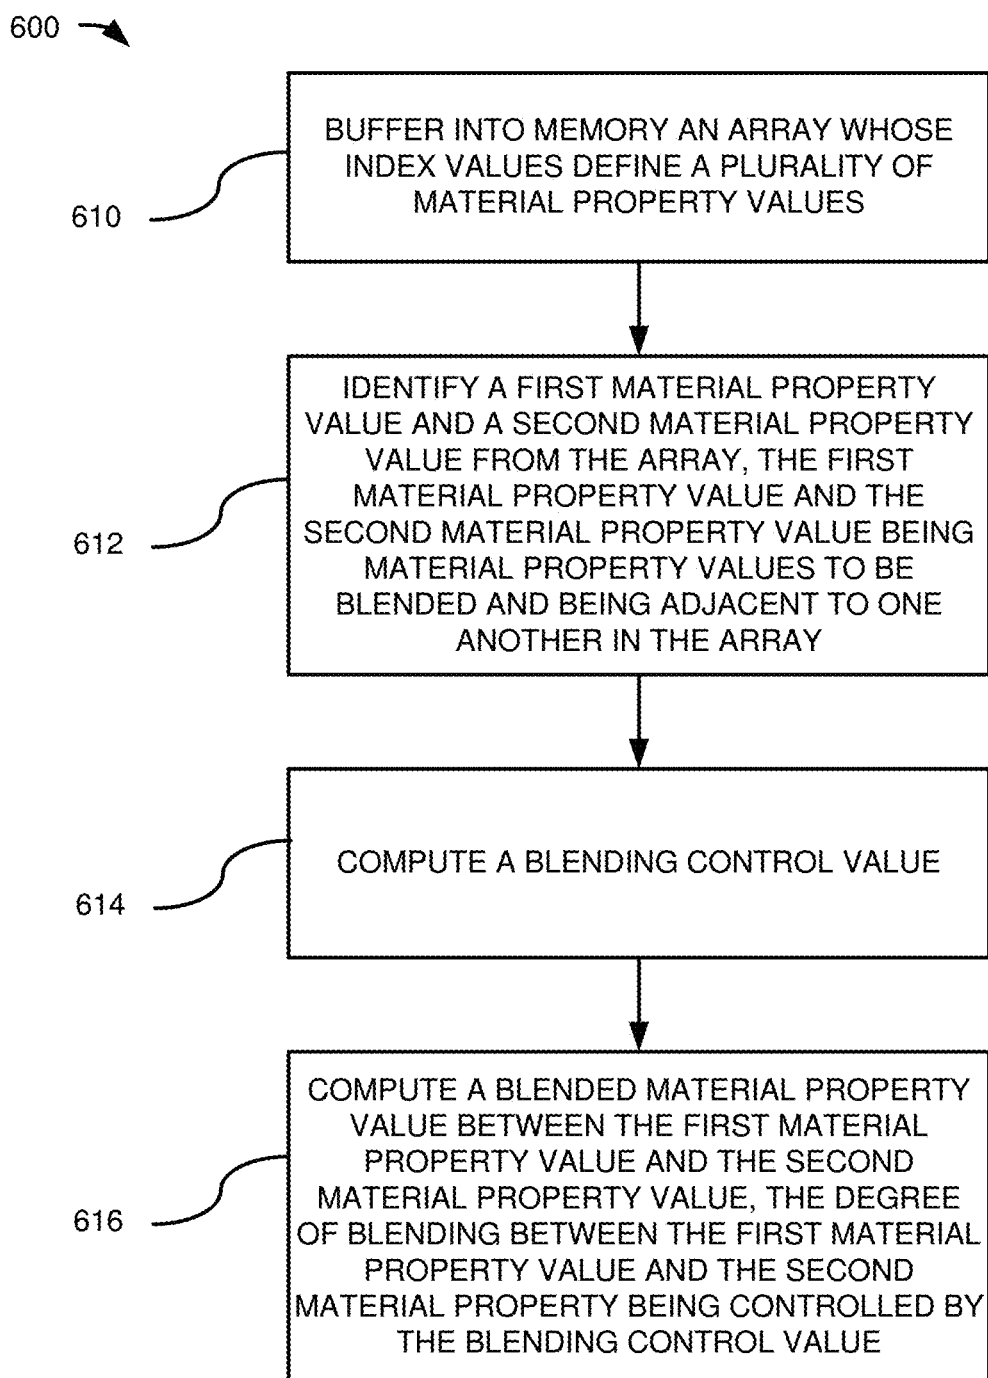 600
BUFFER INTO MEMORY AN ARRAY WHOSE
INDEX VALUES DEFINE A PLURALITY OF
MATERIAL PROPERTY VALUES
610
IDENTIFY A FIRST MATERIAL PROPERTY
VALUE AND A SECOND MATERIAL PROPERTY
VALUE FROM THE ARRAY, THE FIRST
MATERIAL PROPERTY VALUE AND THE
SECOND MATERIAL PROPERTY VALUE BEING
MATERIAL PROPERTY VALUES TO BE
BLENDED AND BEING ADJACENT TO ONE
ANOTHER IN THE ARRAY
612
COMPUTE A BLENDING CONTROL VALUE
614
COMPUTE A BLENDED MATERIAL PROPERTY
VALUE BETWEEN THE FIRST MATERIAL
PROPERTY VALUE AND THE SECOND
MATERIAL PROPERTY VALUE, THE DEGREE
OF BLENDING BETWEEN THE FIRST MATERIAL
PROPERTY VALUE AND THE SECOND
MATERIAL PROPERTY BEING CONTROLLED BY
THE BLENDING CONTROL VALUE
616